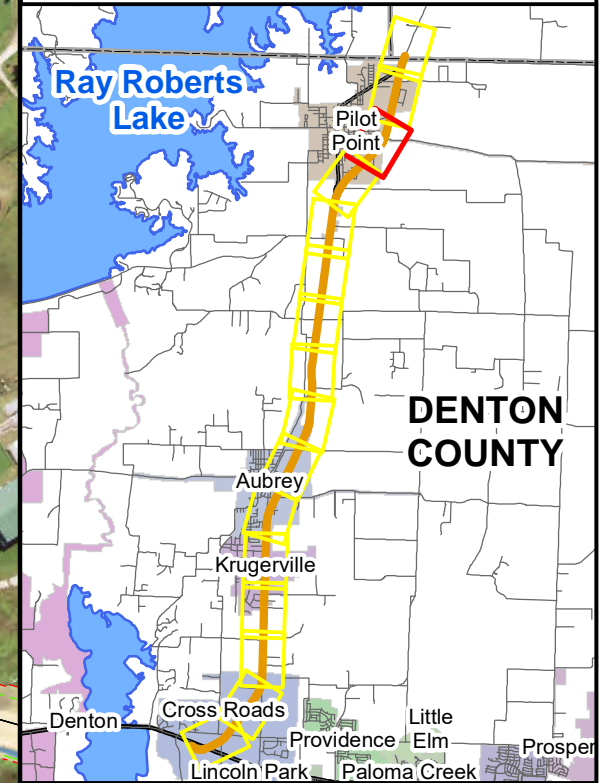 Ray Roberts
Lake
Pilot
Point
DENTON
COUNTY
Aubrey
Krugerville
Cross Roads
Denton
Little
Elm
Providence
Prosper
Lincoln Park
Paloma Creek